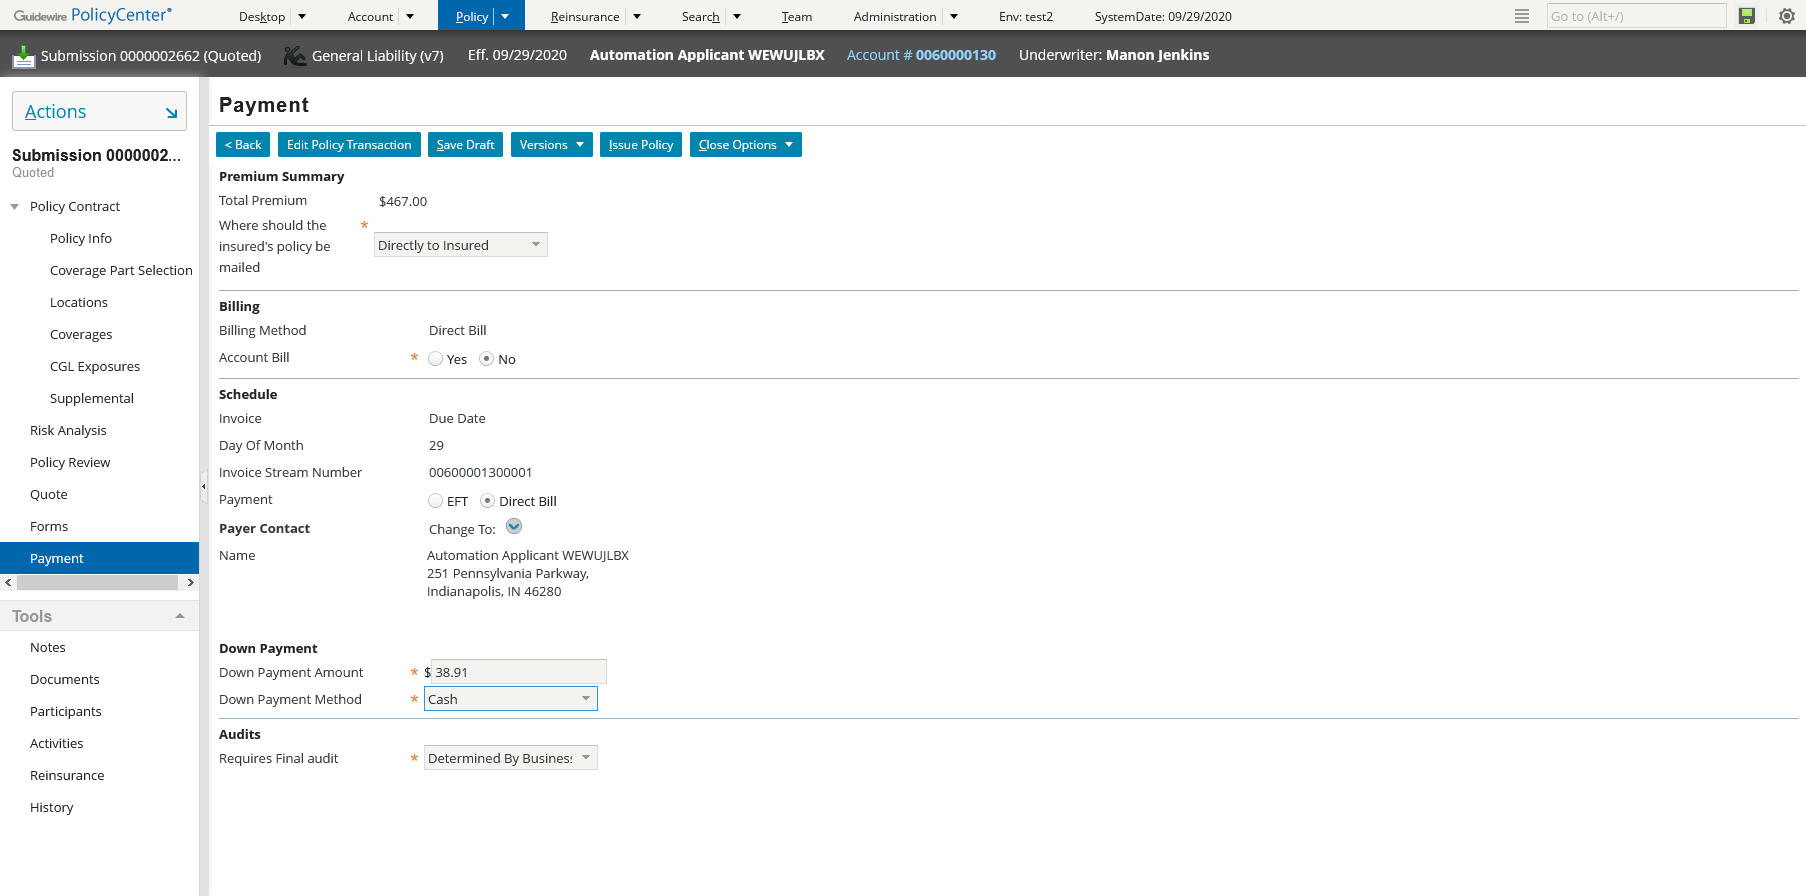 Guidewire PolicyCenter®
Desktop
Account
Policy
Reinsurance
Search
Team
Administration
Env: test2
SystemDate: 09/29/2020
Go to (Alt+/)
Submission 0000002662 (Quoted)
General Liability (v7)
Eff. 09/29/2020
Automation Applicant WEWUJLBX
Account # 0060000130
Underwriter: Manon Jenkins
Actions
Submission 0000002...
Quoted
Policy Contract
Policy Info
Coverage Part Selection
Locations
Coverages
CGL Exposures
Supplemental
Risk Analysis
Policy Review
Quote
Forms
Payment
Tools
Notes
Documents
Participants
Activities
Reinsurance
History
Payment
< Back
Edit Policy Transaction
Save Draft
Versions
Issue Policy
Close Options
Premium Summary
Total Premium $467.00
Where should the
insured's policy be
mailed
* Directly to Insured
Billing
Billing Method Direct Bill
Account Bill * Yes No
Schedule
Invoice Due Date
Day Of Month 29
Invoice Stream Number 00600001300001
Payment EFT Direct Bill
Payer Contact Change To:
Name Automation Applicant WEWUJLBX
251 Pennsylvania Parkway,
Indianapolis, IN 46280
Down Payment
Down Payment Amount * $ 38.91
Down Payment Method * Cash
Audits
Requires Final audit * Determined By Business